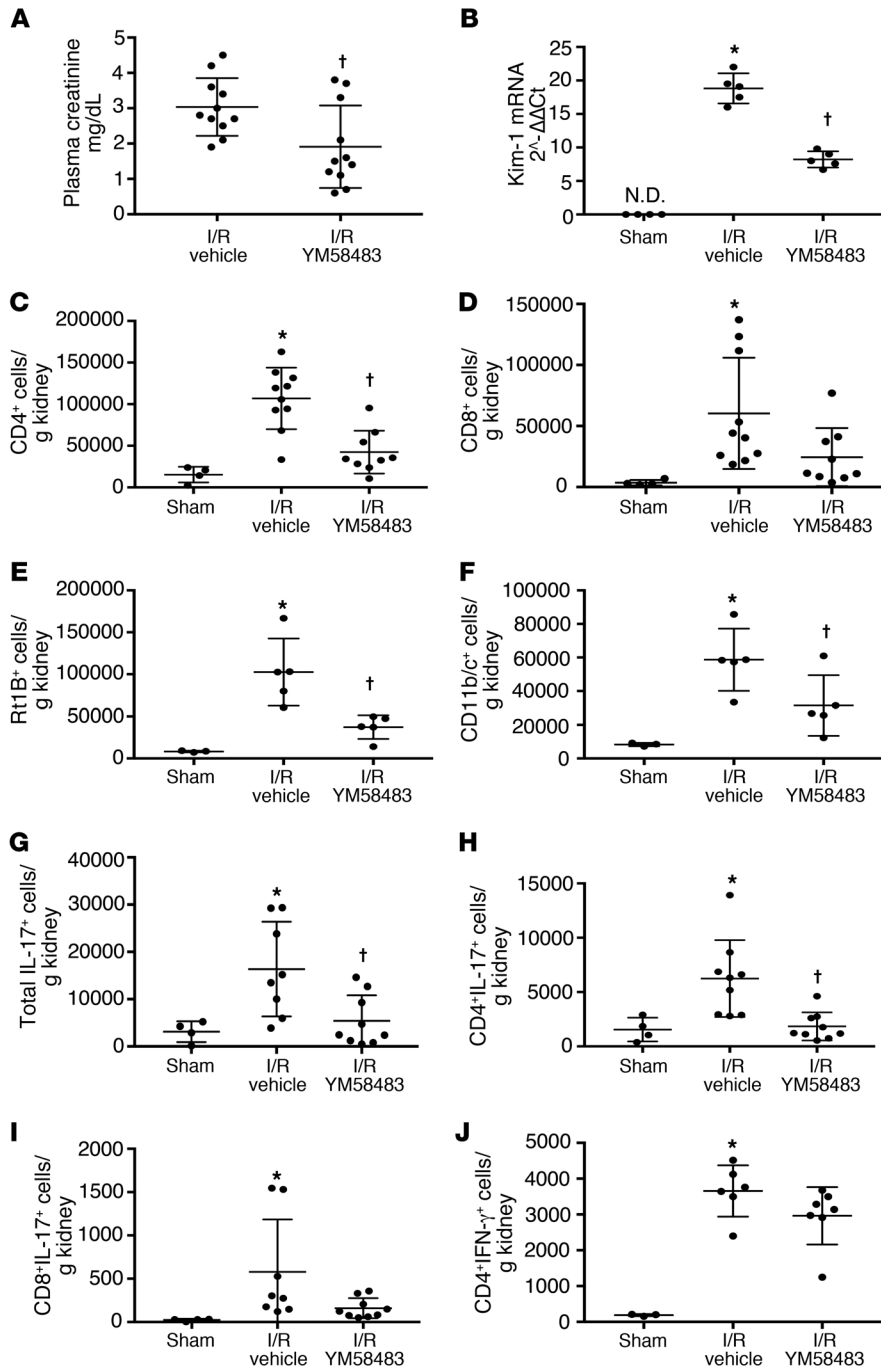 A
Plasma creatinine
mg/dL
5
4
3
2
1
0
†
I/R
vehicle
I/R
YM58483
B
Kim-1 mRNA
2^-ΔΔCt
25
20
15
10
5
0
N.D.
*
†
Sham
I/R
vehicle
I/R
YM58483
C
CD4+ cells/
g kidney
200000
150000
100000
50000
0
*
†
Sham
I/R
vehicle
I/R
YM58483
D
CD8+ cells/
g kidney
150000
100000
50000
0
*
Sham
I/R
vehicle
I/R
YM58483
E
Rt1B+ cells/
g kidney
200000
150000
100000
50000
0
*
†
Sham
I/R
vehicle
I/R
YM58483
F
CD11b/c+ cells/
g kidney
100000
80000
60000
40000
20000
0
*
†
Sham
I/R
vehicle
I/R
YM58483
G
Total IL-17+ cells/
g kidney
40000
30000
20000
10000
0
*
†
Sham
I/R
vehicle
I/R
YM58483
H
CD4+IL-17+ cells/
g kidney
15000
10000
5000
0
*
†
Sham
I/R
vehicle
I/R
YM58483
I
CD8+IL-17+ cells/
g kidney
2000
1500
1000
500
0
*
Sham
I/R
vehicle
I/R
YM58483
J
CD4+IFN-γ+ cells/
g kidney
5000
4000
3000
2000
1000
0
*
Sham
I/R
vehicle
I/R
YM58483